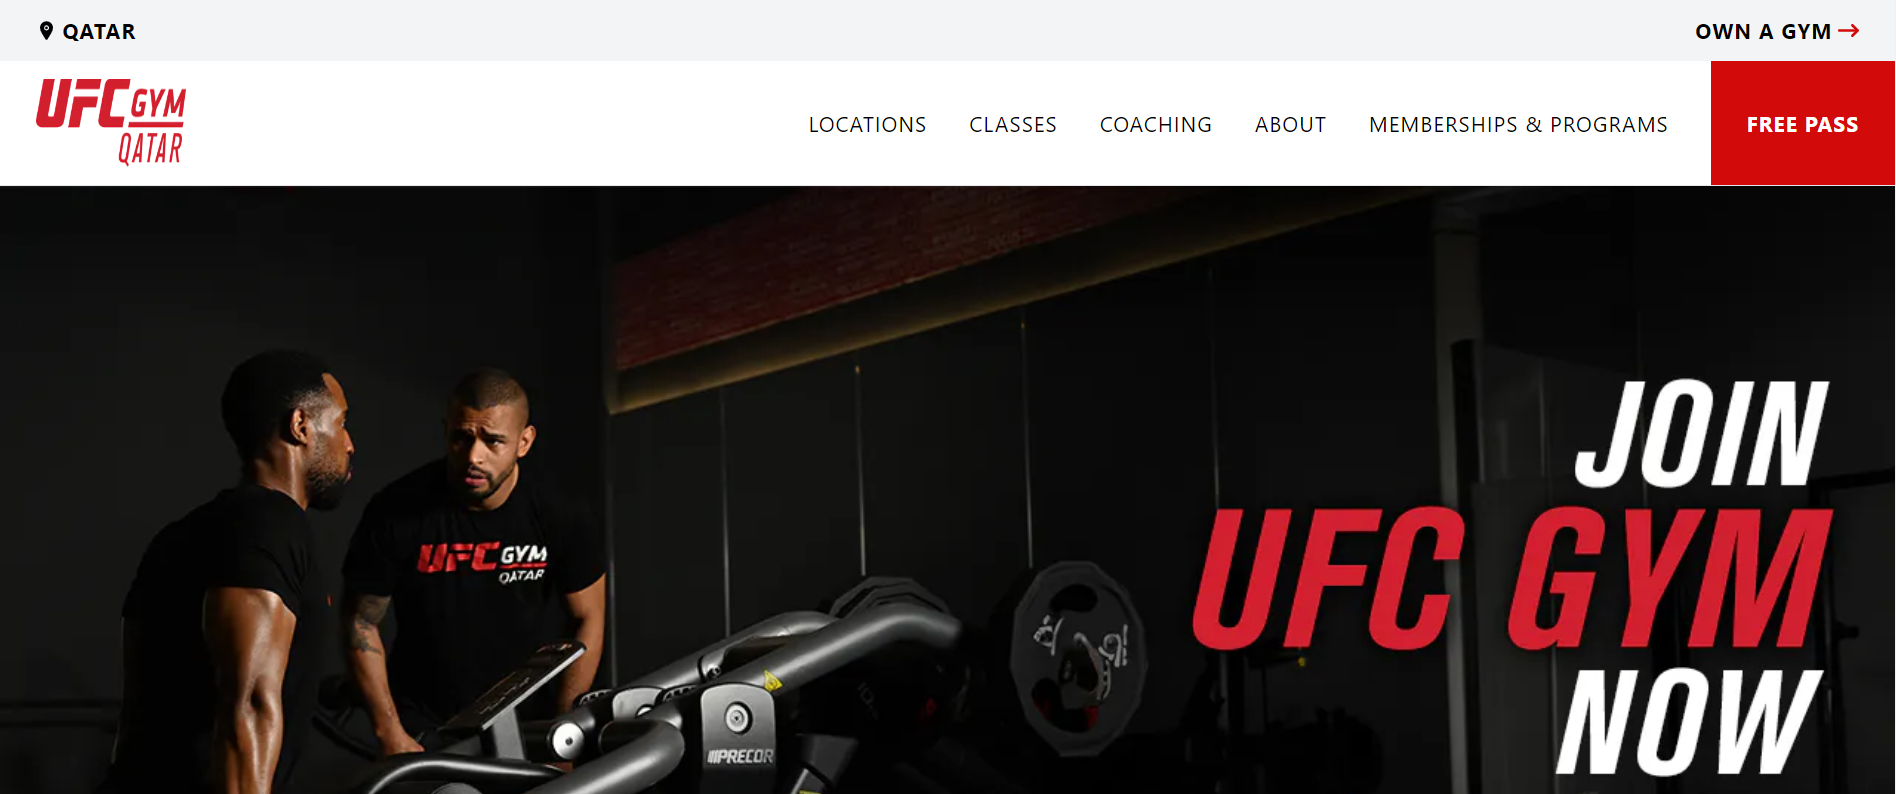 QATAR
OWN A GYM
UFC GYM
QATAR
LOCATIONS
CLASSES
COACHING
ABOUT
MEMBERSHIPS & PROGRAMS
FREE PASS
JOIN
UFC GYM
NOW
UFC GYM
QATAR
PRECOR